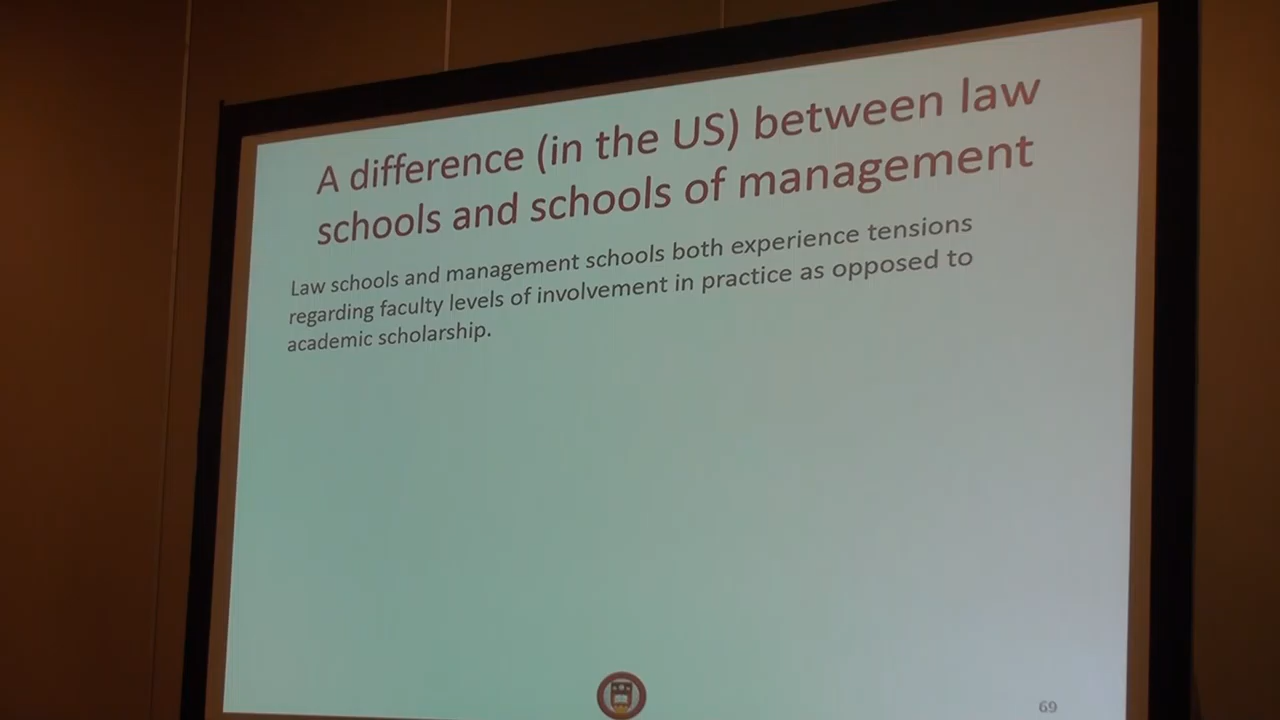 A difference (in the US) between law
schools and schools of management
Law schools and management schools both experience tensions
regarding faculty levels of involvement in practice as opposed to
academic scholarship.
69